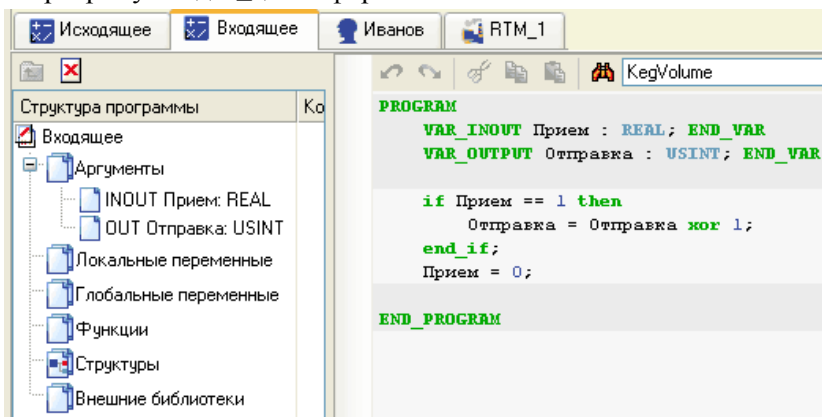 Исходящее
Входящее
Иванов
RTM_1
KegVolume
Структура программы
Ко
Входящее
Аргументы
INOUT Прием: REAL
OUT Отправка: USINT
Локальные переменные
Глобальные переменные
Функции
Структуры
Внешние библиотеки
PROGRAM
VAR_INOUT Прием : REAL; END_VAR
VAR_OUTPUT Отправка : USINT; END_VAR
if Прием == 1 then
Отправка = Отправка xor 1;
end_if;
Прием = 0;
END_PROGRAM